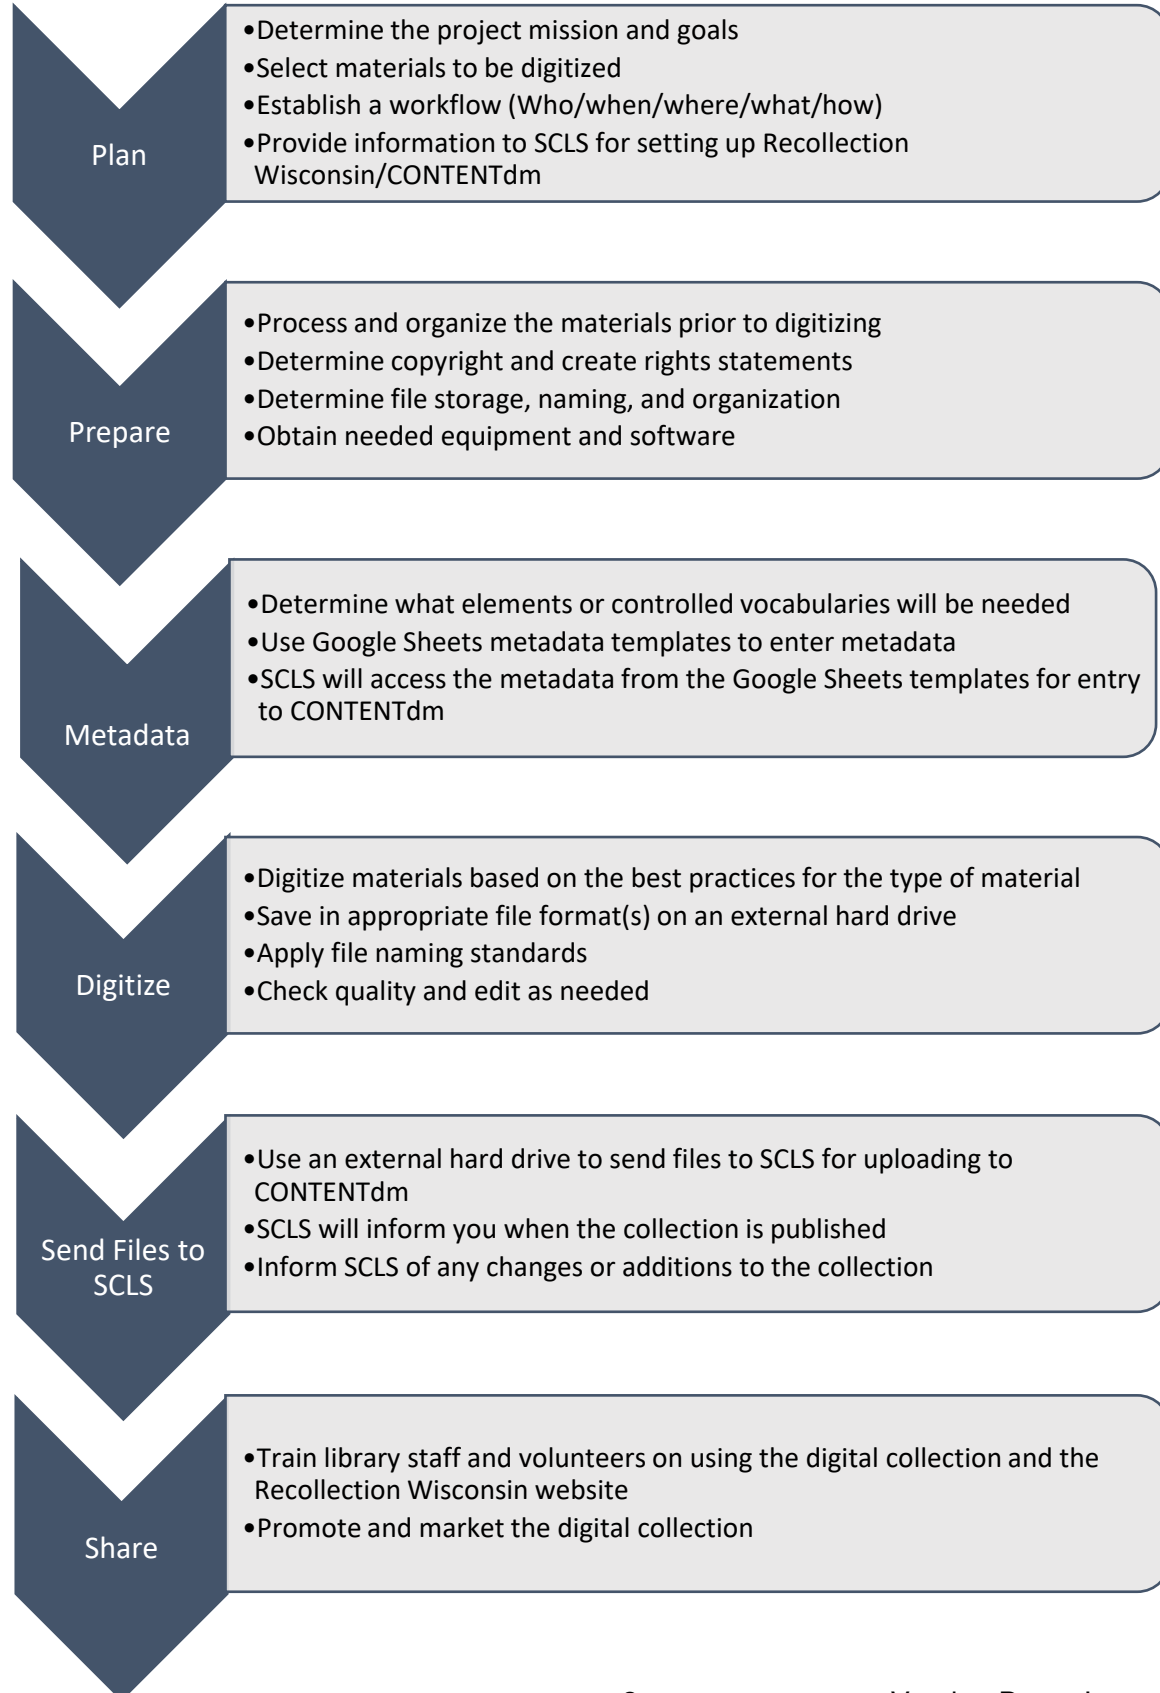 Plan
•Determine the project mission and goals
•Select materials to be digitized
•Establish a workflow (Who/when/where/what/how)
•Provide information to SCLS for setting up Recollection
Wisconsin/CONTENTdm
Prepare
•Process and organize the materials prior to digitizing
•Determine copyright and create rights statements
•Determine file storage, naming, and organization
•Obtain needed equipment and software
Metadata
•Determine what elements or controlled vocabularies will be needed
•Use Google Sheets metadata templates to enter metadata
•SCLS will access the metadata from the Google Sheets templates for entry
to CONTENTdm
Digitize
•Digitize materials based on the best practices for the type of material
•Save in appropriate file format(s) on an external hard drive
•Apply file naming standards
•Check quality and edit as needed
Send Files to
SCLS
•Use an external hard drive to send files to SCLS for uploading to
CONTENTdm
•SCLS will inform you when the collection is published
•Inform SCLS of any changes or additions to the collection
Share
•Train library staff and volunteers on using the digital collection and the
Recollection Wisconsin website
•Promote and market the digital collection